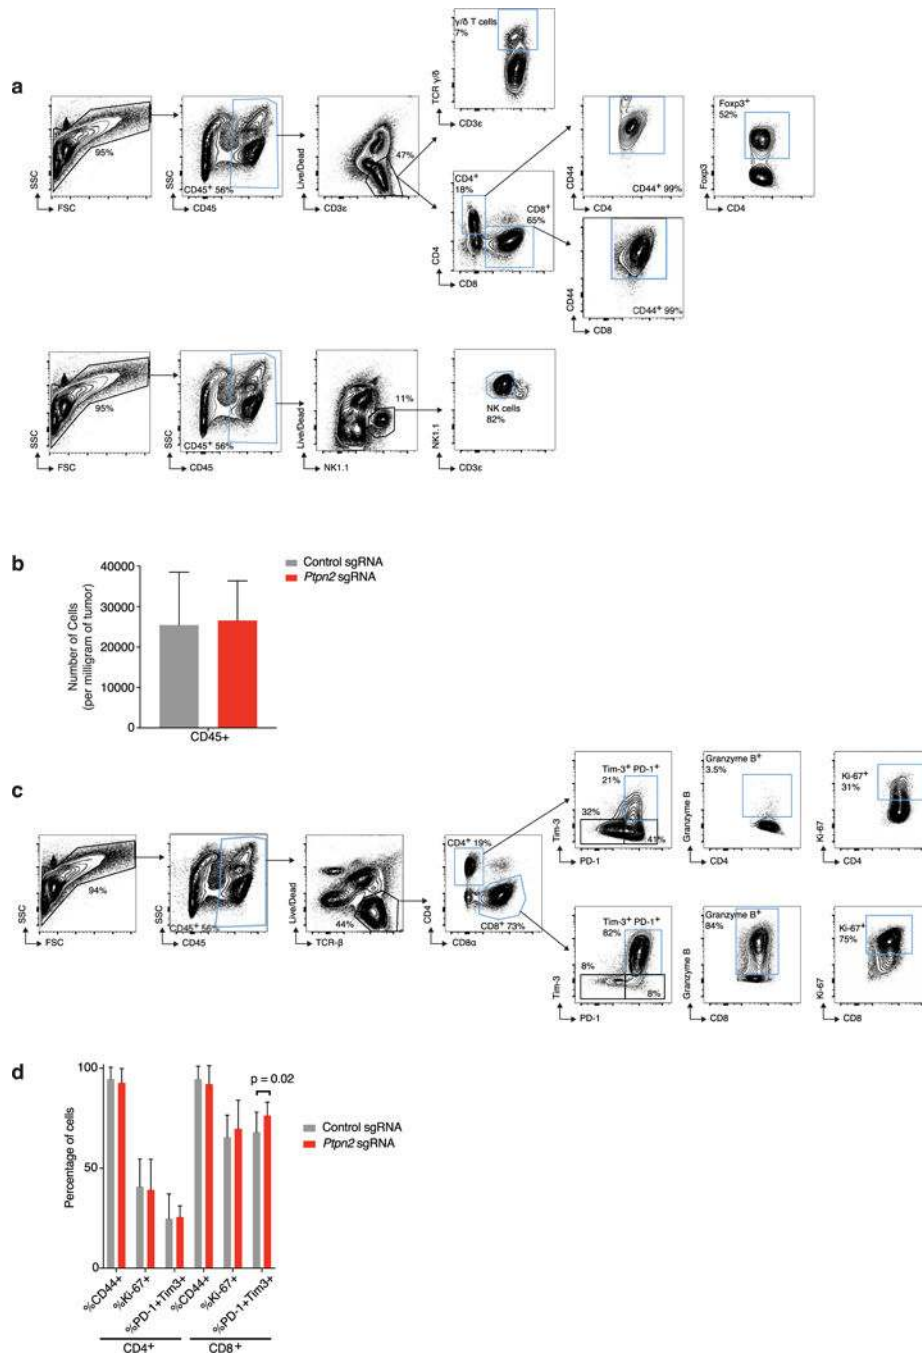 a
γ/δ T cells
7%
TCR γ/δ
CD3ε
SSC
95%
FSC
SSC
CD45⁺ 56%
CD45
Live/Dead
47%
CD3ε
CD4⁺
18%
CD8⁺
65%
CD4
CD8
CD44
CD44⁺ 99%
CD4
Foxp3⁺
52%
Foxp3
CD4
CD44
CD44⁺ 99%
CD8
SSC
95%
FSC
SSC
CD45⁺ 56%
CD45
Live/Dead
11%
NK1.1
NK1.1
NK cells
82%
CD3ε
b
Number of Cells
(per milligram of tumor)
40000
30000
20000
10000
0
CD45+
Control sgRNA
Ptpn2 sgRNA
c
SSC
94%
FSC
SSC
CD45⁺ 56%
CD45
Live/Dead
44%
TCR-β
CD4⁺ 19%
CD4
CD8⁺ 73%
CD8α
Tim-3⁺ PD-1⁺
21%
32%
41%
Tim-3
PD-1
Granzyme B⁺
3.5%
Granzyme B
CD4
Ki-67⁺
31%
Ki-67
CD4
Tim-3⁺ PD-1⁺
82%
8%
8%
Tim-3
PD-1
Granzyme B⁺
84%
Granzyme B
CD8
Ki-67⁺
75%
Ki-67
CD8
d
Percentage of cells
100
50
0
p = 0.02
Control sgRNA
Ptpn2 sgRNA
%CD44+
%Ki-67+
%PD-1+Tim3+
%CD44+
%Ki-67+
%PD-1+Tim3+
CD4+
CD8+